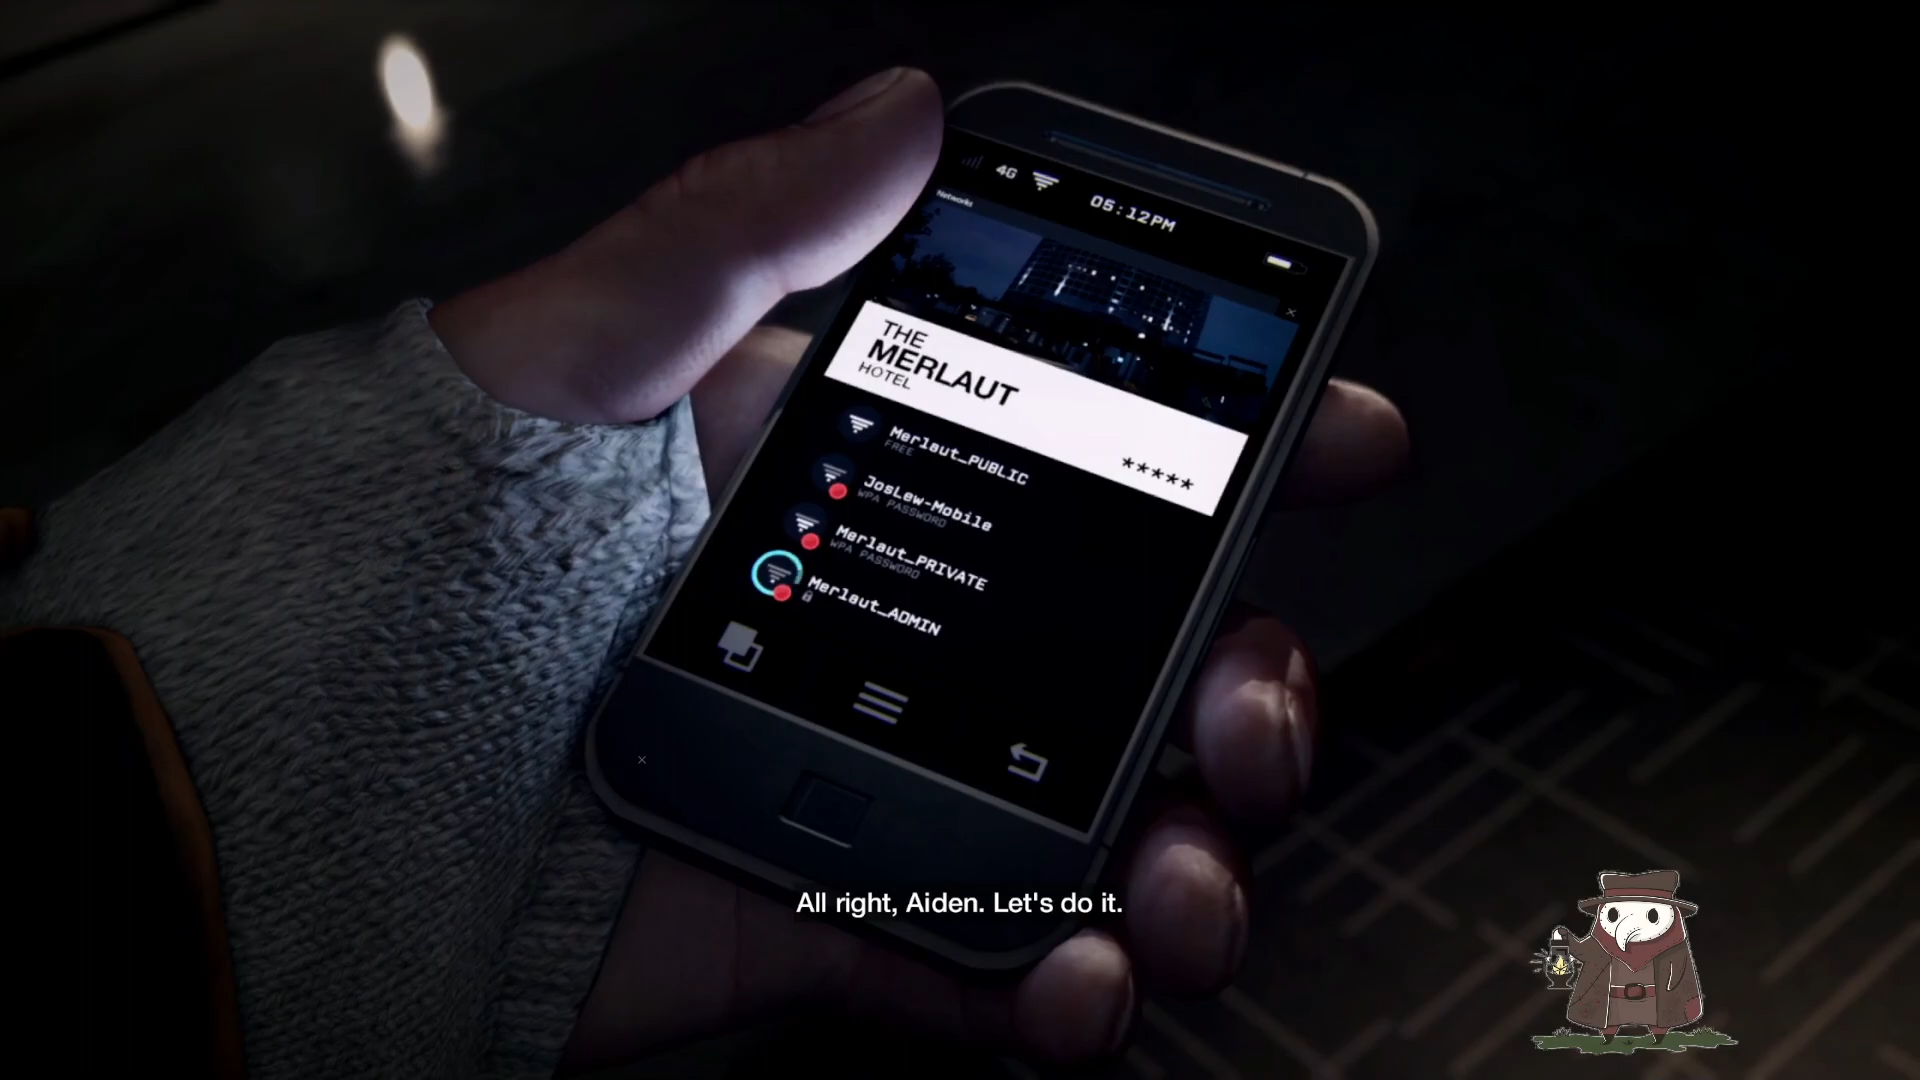 4G
05:12PM
Networks
THE
MERLAUT
HOTEL
*****
Merlaut_PUBLIC
FREE
JosLew-Mobile
WPA PASSWORD
Merlaut_PRIVATE
WPA PASSWORD
Merlaut_ADMIN
All right, Aiden. Let's do it.